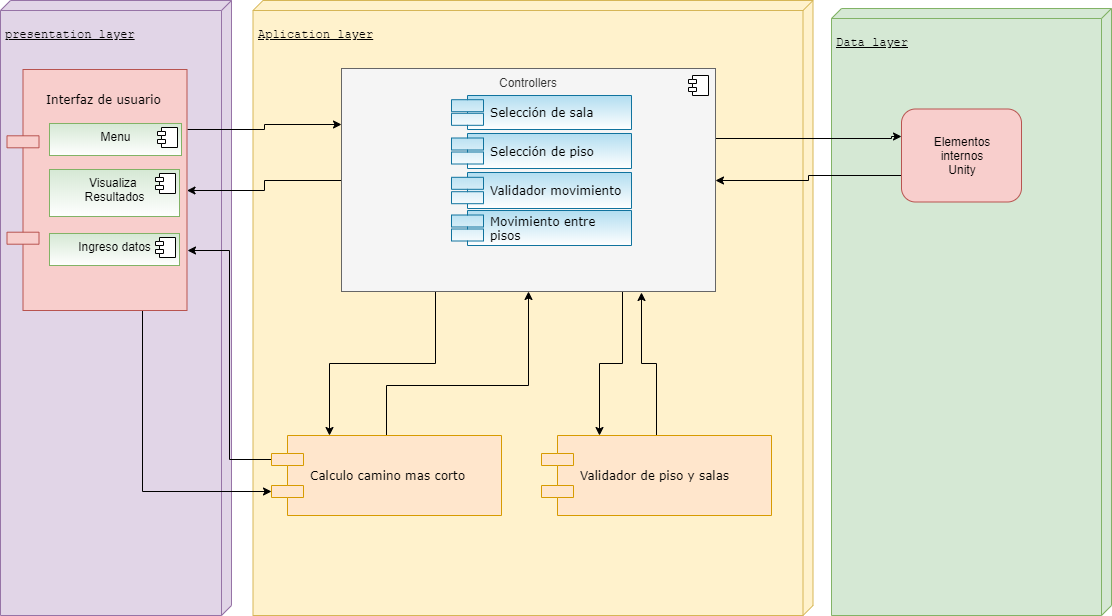 presentation layer
Interfaz de usuario
Menu
Visualiza
Resultados
Ingreso datos
Aplication layer
Controllers
Selección de sala
Selección de piso
Validador movimiento
Movimiento entre
pisos
Calculo camino mas corto
Validador de piso y salas
Data layer
Elementos
internos
Unity